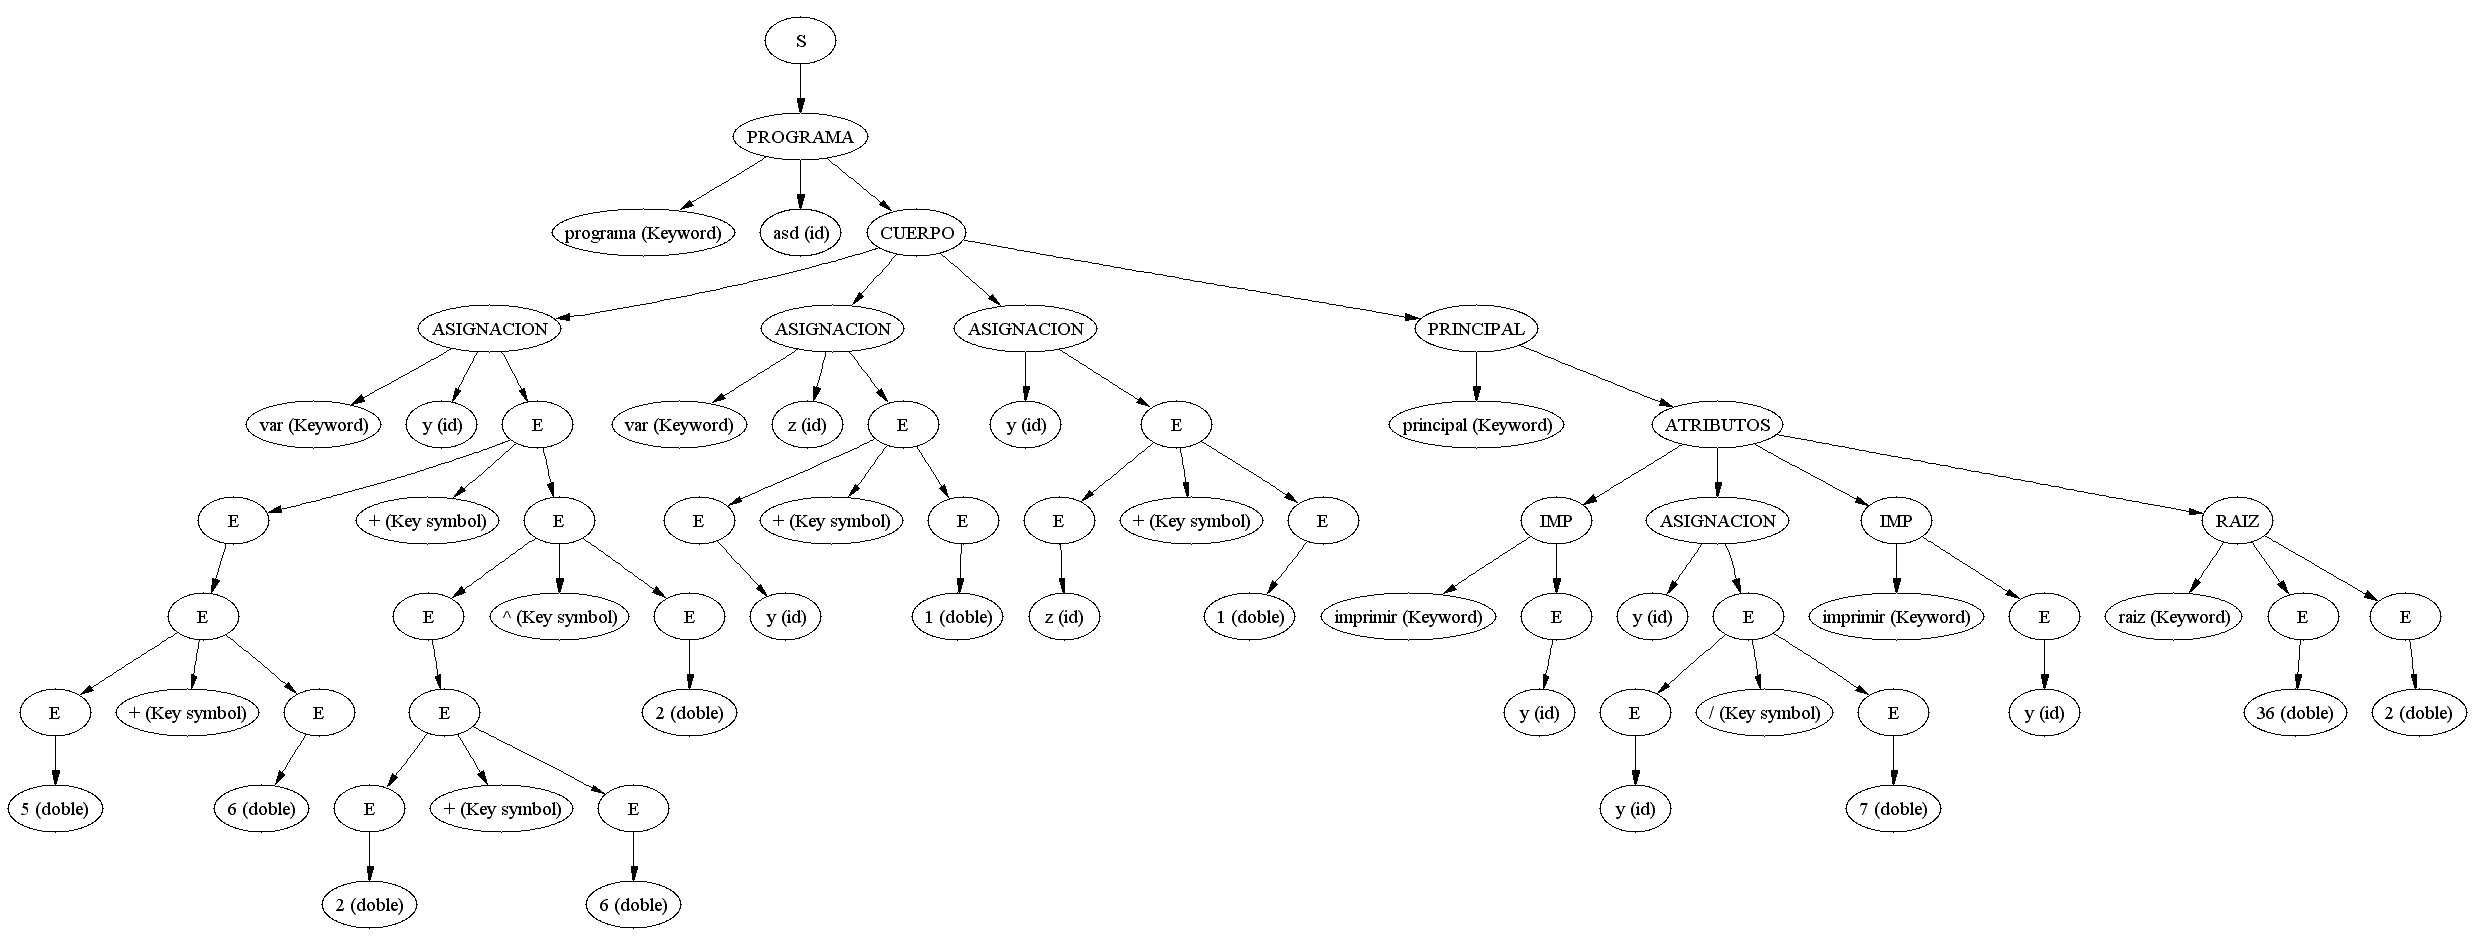 S
PROGRAMA
programa (Keyword)
asd (id)
CUERPO
ASIGNACION
ASIGNACION
ASIGNACION
PRINCIPAL
var (Keyword)
y (id)
E
var (Keyword)
z (id)
E
y (id)
E
principal (Keyword)
ATRIBUTOS
E
+ (Key symbol)
E
E
+ (Key symbol)
E
E
+ (Key symbol)
E
IMP
ASIGNACION
IMP
RAIZ
E
E
^ (Key symbol)
E
y (id)
1 (doble)
z (id)
1 (doble)
imprimir (Keyword)
E
y (id)
E
imprimir (Keyword)
E
raiz (Keyword)
E
E
E
+ (Key symbol)
E
E
2 (doble)
y (id)
E
/ (Key symbol)
E
y (id)
36 (doble)
2 (doble)
5 (doble)
6 (doble)
E
+ (Key symbol)
E
y (id)
7 (doble)
2 (doble)
6 (doble)